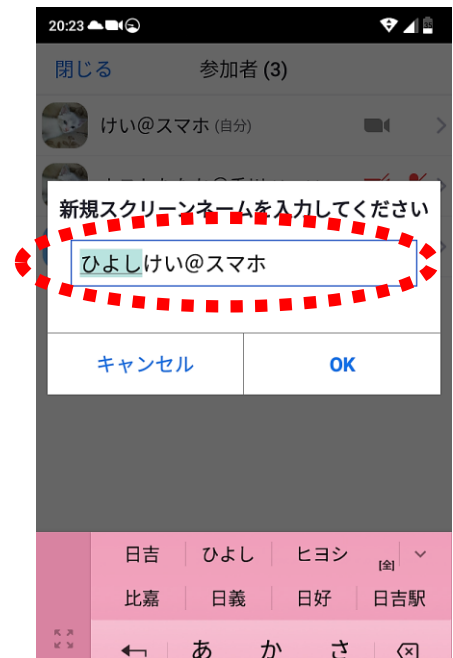 20:23
閉じる 参加者 (3)
けい@スマホ (自分)
新規スクリーンネームを入力してください
ひよしけい@スマホ
キャンセル OK
日吉 ひよし ヒヨシ [全]
比嘉 日義 日好 日吉駅
あ か さ